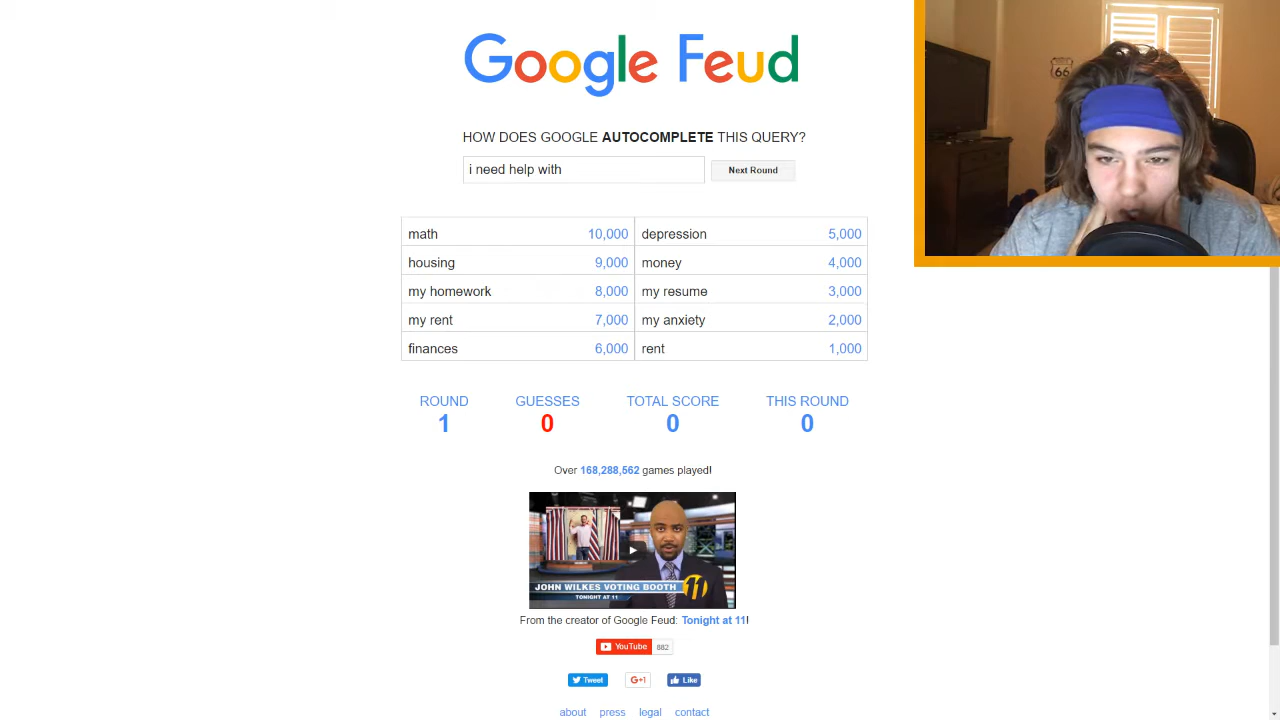 Google Feud
66
HOW DOES GOOGLE AUTOCOMPLETE THIS QUERY?
i need help with
Next Round
math 10,000 depression 5,000
housing 9,000 money 4,000
my homework 8,000 my resume 3,000
my rent 7,000 my anxiety 2,000
finances 6,000 rent 1,000
ROUND GUESSES TOTAL SCORE THIS ROUND
1 0 0 0
Over 168,288,562 games played!
11
JOHN WILKES VOTING BOOTH
TONIGHT AT 11
From the creator of Google Feud: Tonight at 11!
YouTube 882
Tweet G+1 Like
about press legal contact